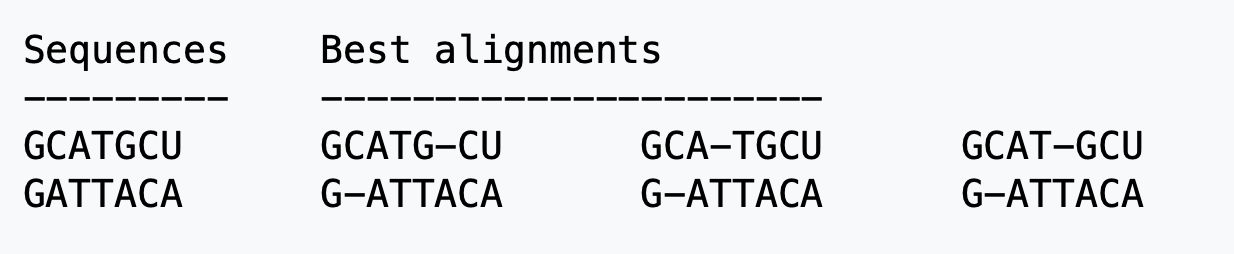 Sequences    Best alignments
---------    ----------------------
GCATGCU      GCATG-CU      GCA-TGCU      GCAT-GCU
GATTACA      G-ATTACA      G-ATTACA      G-ATTACA